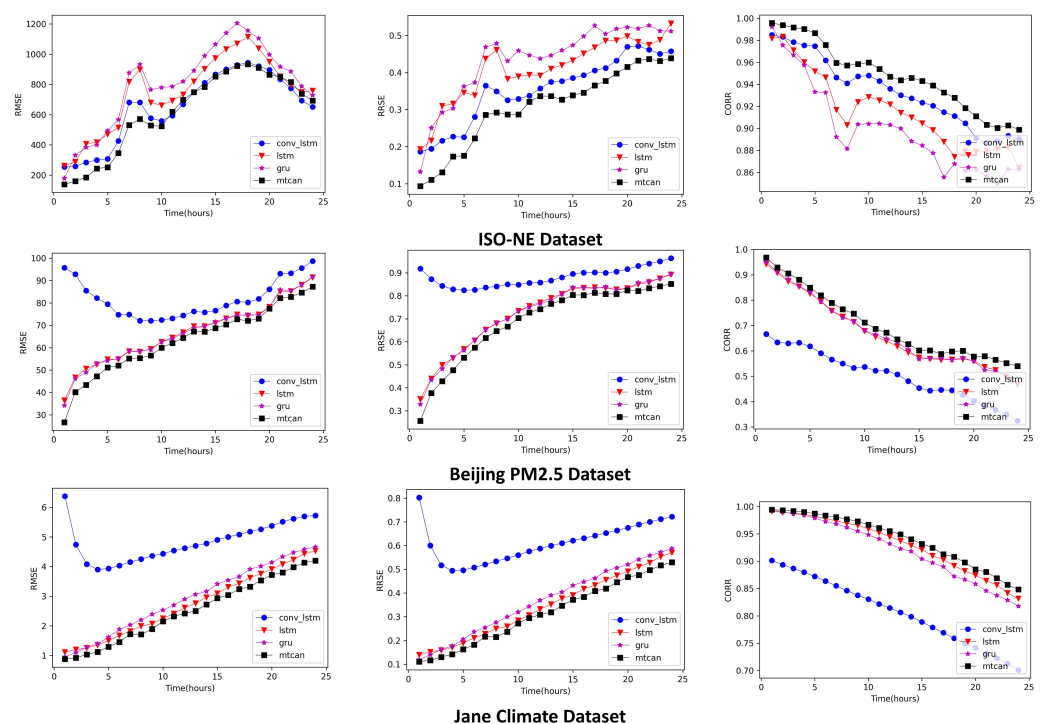 1200
1000
800
600
400
200
RMSE
0 5 10 15 20 25
Time(hours)
conv_lstm
lstm
gru
mtcan
0.5
0.4
0.3
0.2
0.1
RRSE
0 5 10 15 20 25
Time(hours)
conv_lstm
lstm
gru
mtcan
1.00
0.98
0.96
0.94
0.92
0.90
0.88
0.86
CORR
0 5 10 15 20 25
Time(hours)
conv_lstm
lstm
gru
mtcan
ISO-NE Dataset
100
90
80
70
60
50
40
30
RMSE
0 5 10 15 20 25
Time(hours)
conv_lstm
lstm
gru
mtcan
0.9
0.8
0.7
0.6
0.5
0.4
0.3
RRSE
0 5 10 15 20 25
Time(hours)
conv_lstm
lstm
gru
mtcan
1.0
0.9
0.8
0.7
0.6
0.5
0.4
0.3
CORR
0 5 10 15 20 25
Time(hours)
conv_lstm
lstm
gru
mtcan
Beijing PM2.5 Dataset
6
5
4
3
2
1
RMSE
0 5 10 15 20 25
Time(hours)
conv_lstm
lstm
gru
mtcan
0.8
0.7
0.6
0.5
0.4
0.3
0.2
0.1
RRSE
0 5 10 15 20 25
Time(hours)
conv_lstm
lstm
gru
mtcan
1.00
0.95
0.90
0.85
0.80
0.75
0.70
CORR
0 5 10 15 20 25
Time(hours)
conv_lstm
lstm
gru
mtcan
Jane Climate Dataset